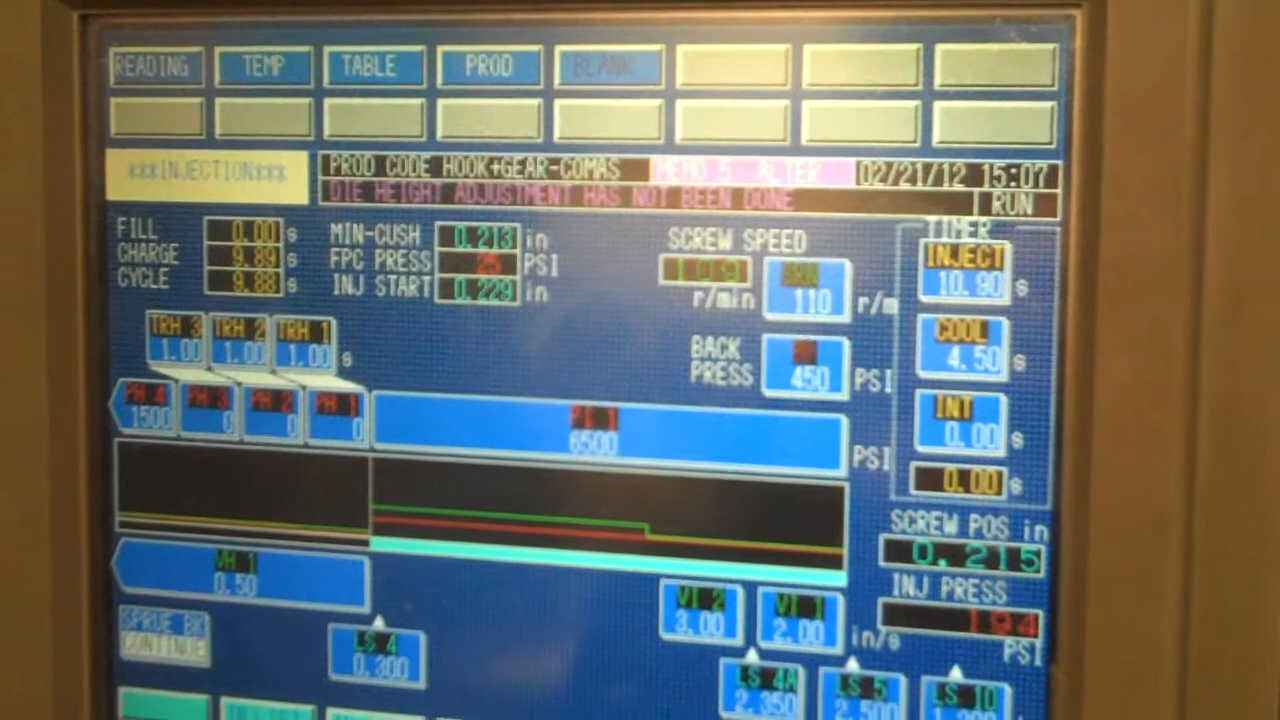 READING TEMP TABLE PROD BLANK
***INJECTION*** PROD CODE HOOK+GEAR-COMAS MEMO 5 ALTER 02/21/12 15:07
DIE HEIGHT ADJUSTMENT HAS NOT BEEN DONE RUN
FILL 0.00 s MIN-CUSH 0.213 in SCREW SPEED TIMER
CHARGE 9.89 s FPC PRESS 25 PSI 109 INJECT
CYCLE 9.88 s INJ START 0.229 in r/min 110 r/m 10.90 s
TRH 3 TRH 2 TRH 1 COOL
1.00 1.00 1.00 s BACK PRESS 450 PSI 4.50 s
PH 4 PH 3 PH 2 PH 1 PI 1 INT
1500 0 0 0 6500 PSI 0.00 s
0.00 s
SCREW POS in
0.215
VH 1 INJ PRESS
0.50 VI 2 VI 1 194
SPRUE BK 3.00 2.00 in/s PSI
CONTINUE LS 4 LS 4A LS 5 LS 10
0.300 2.350 2.500